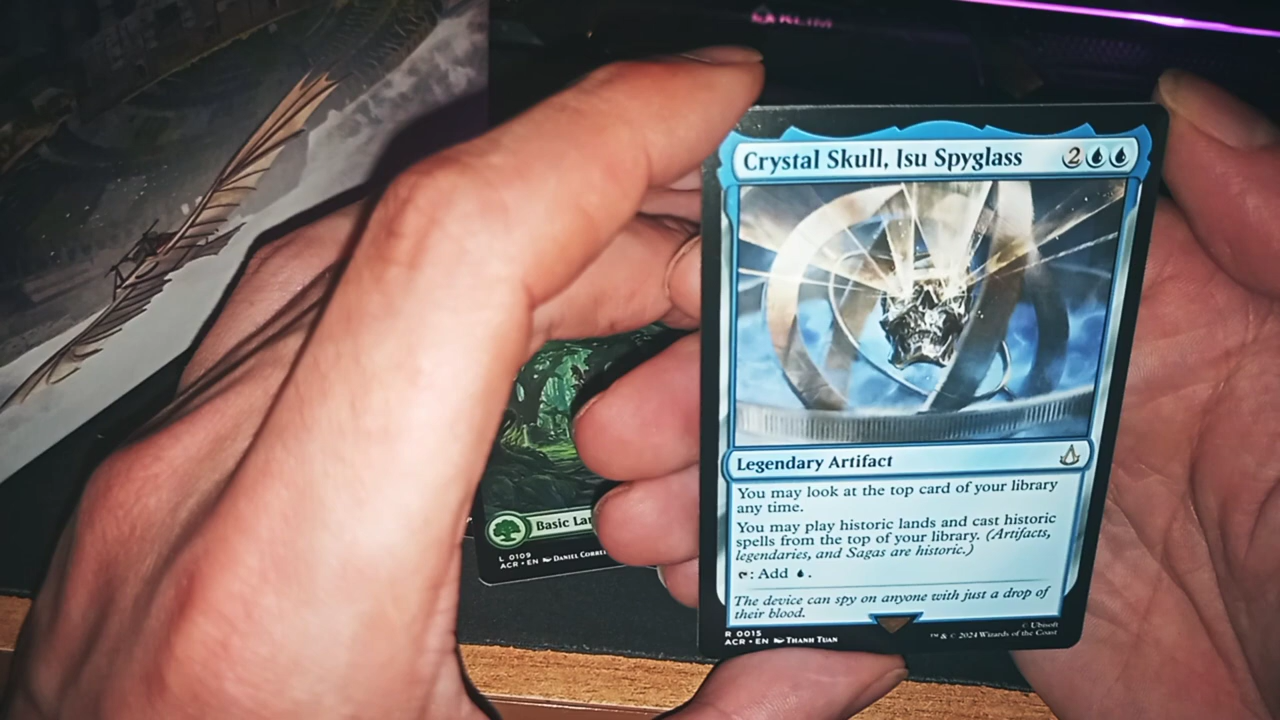 KLIM
Crystal Skull, Isu Spyglass 2
Legendary Artifact
You may look at the top card of your library
any time.
You may play historic lands and cast historic
spells from the top of your library. (Artifacts,
legendaries, and Sagas are historic.)
: Add .
The device can spy on anyone with just a drop of
their blood.
R 0015
ACR • EN THANH TUAN
© Ubisoft
™ & © 2024 Wizards of the Coast
Basic
L 0109
ACR • EN DANIEL